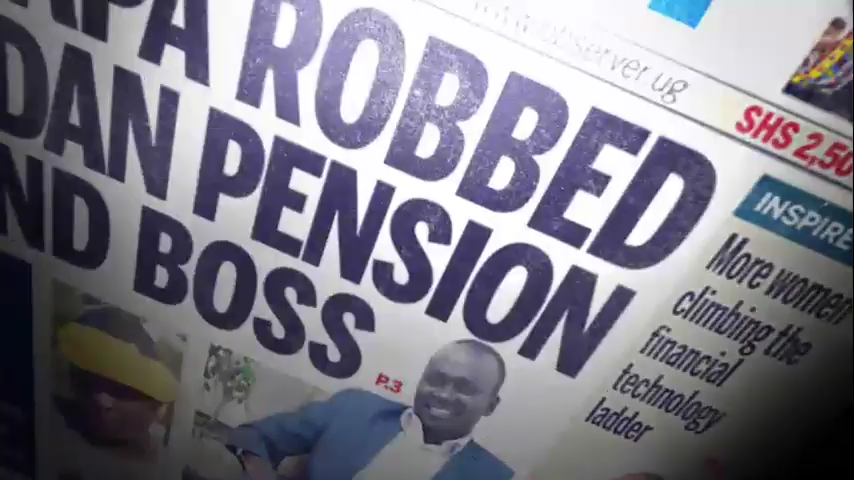 observer.ug
PA ROBBED
DAN PENSION
ND BOSS
P.3
SHS 2,50
INSPIRE
More women
climbing the
financial
technology
ladder